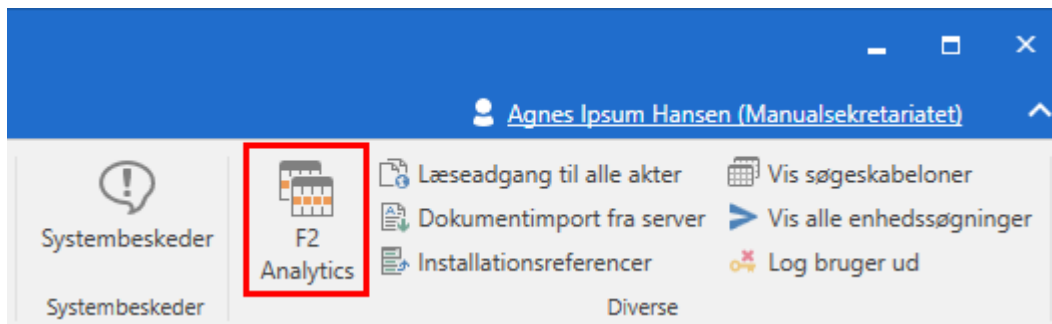 Agnes Ipsum Hansen (Manualsekretariatet)
Systembeskeder
Systembeskeder
F2
Analytics
Læseadgang til alle akter
Dokumentimport fra server
Installationsreferencer
Vis søgeskabeloner
Vis alle enhedssøgninger
Log bruger ud
Diverse